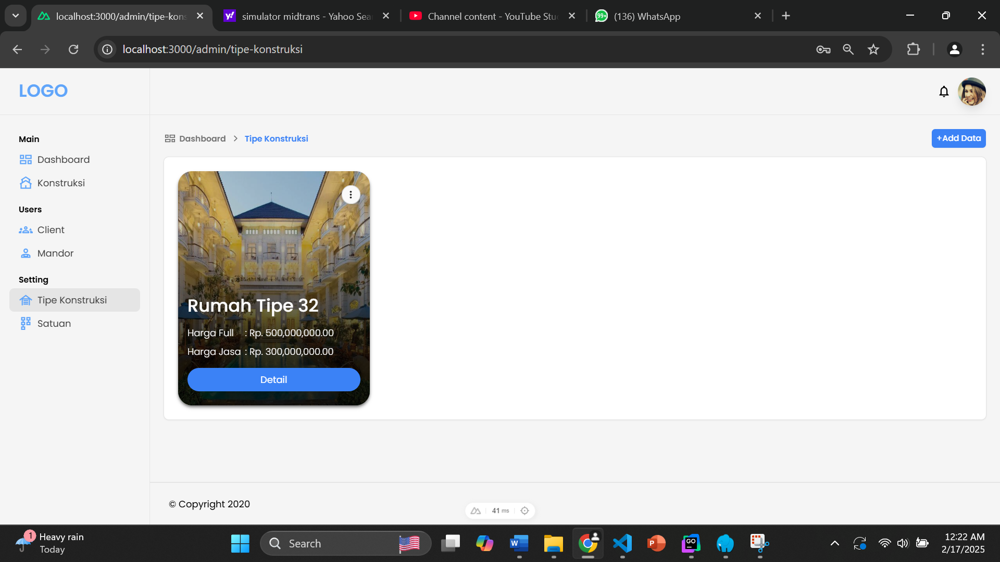 localhost:3000/admin/tipe-kons
simulator midtrans - Yahoo Sea
Channel content - YouTube Stu
99+
(136) WhatsApp
localhost:3000/admin/tipe-konstruksi
LOGO
Main
Dashboard
Konstruksi
Users
Client
Mandor
Setting
Tipe Konstruksi
Satuan
Dashboard > Tipe Konstruksi
+Add Data
Rumah Tipe 32
Harga Full : Rp. 500,000,000.00
Harga Jasa : Rp. 300,000,000.00
Detail
© Copyright 2020
41 ms
1
Heavy rain
Today
Search
W
P
GO
12:22 AM
2/17/2025